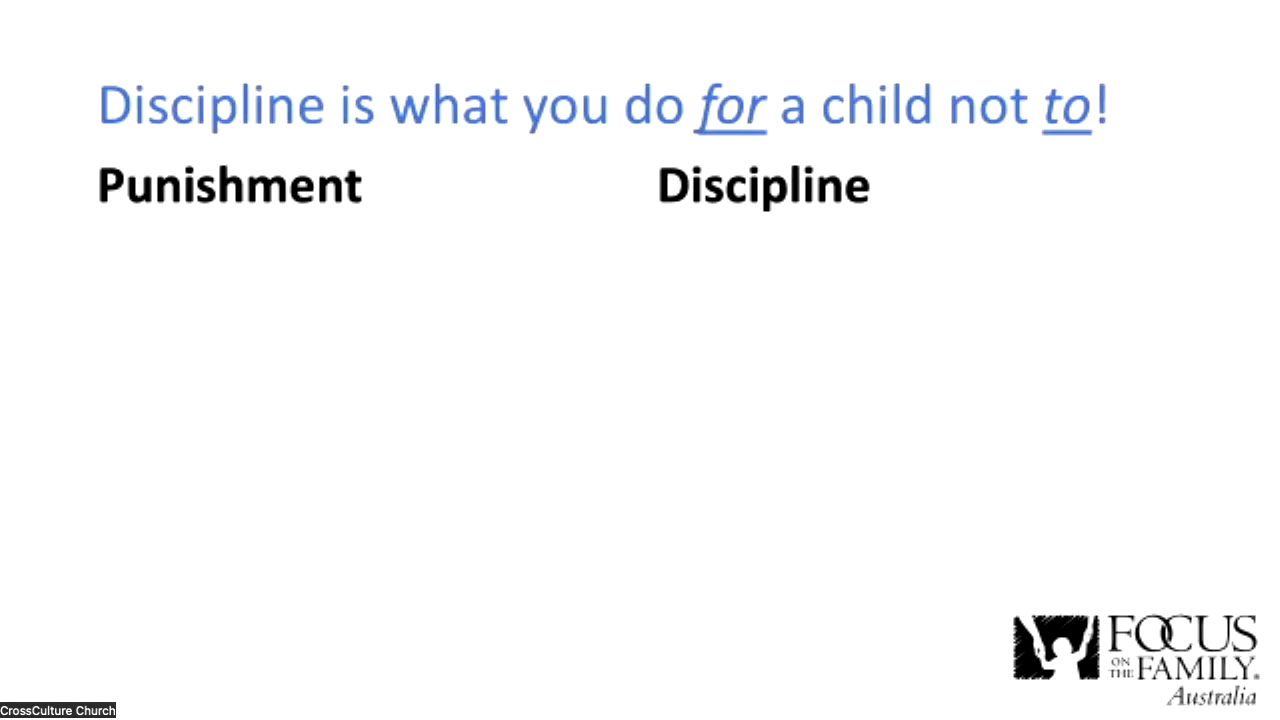 Discipline is what you do for a child not to!
Punishment Discipline
FOCUS
ON THE FAMILY.
Australia
CrossCulture Church